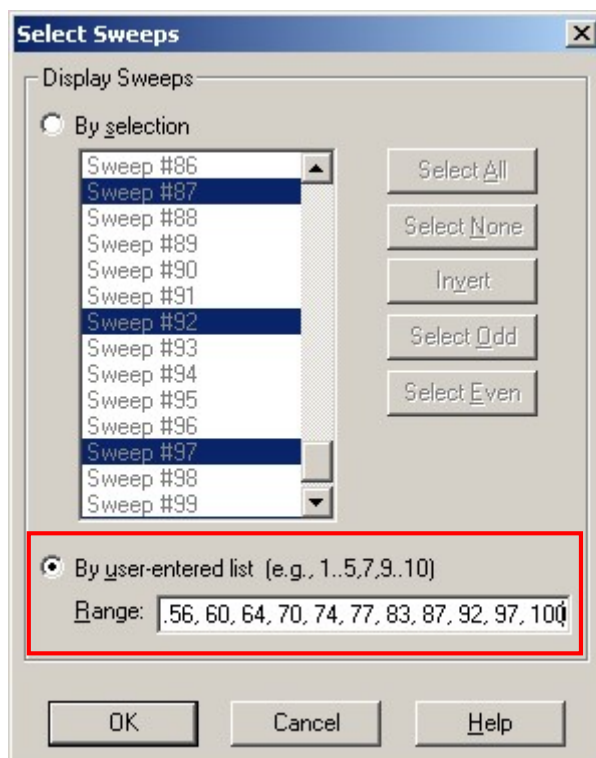 Select Sweeps
Display Sweeps
By selection
Sweep #86
Sweep #87
Sweep #88
Sweep #89
Sweep #90
Sweep #91
Sweep #92
Sweep #93
Sweep #94
Sweep #95
Sweep #96
Sweep #97
Sweep #98
Sweep #99
Select All
Select None
Invert
Select Odd
Select Even
By user-entered list (e.g., 1..5,7,9..10)
Range: .56, 60, 64, 70, 74, 77, 83, 87, 92, 97, 100
OK Cancel Help